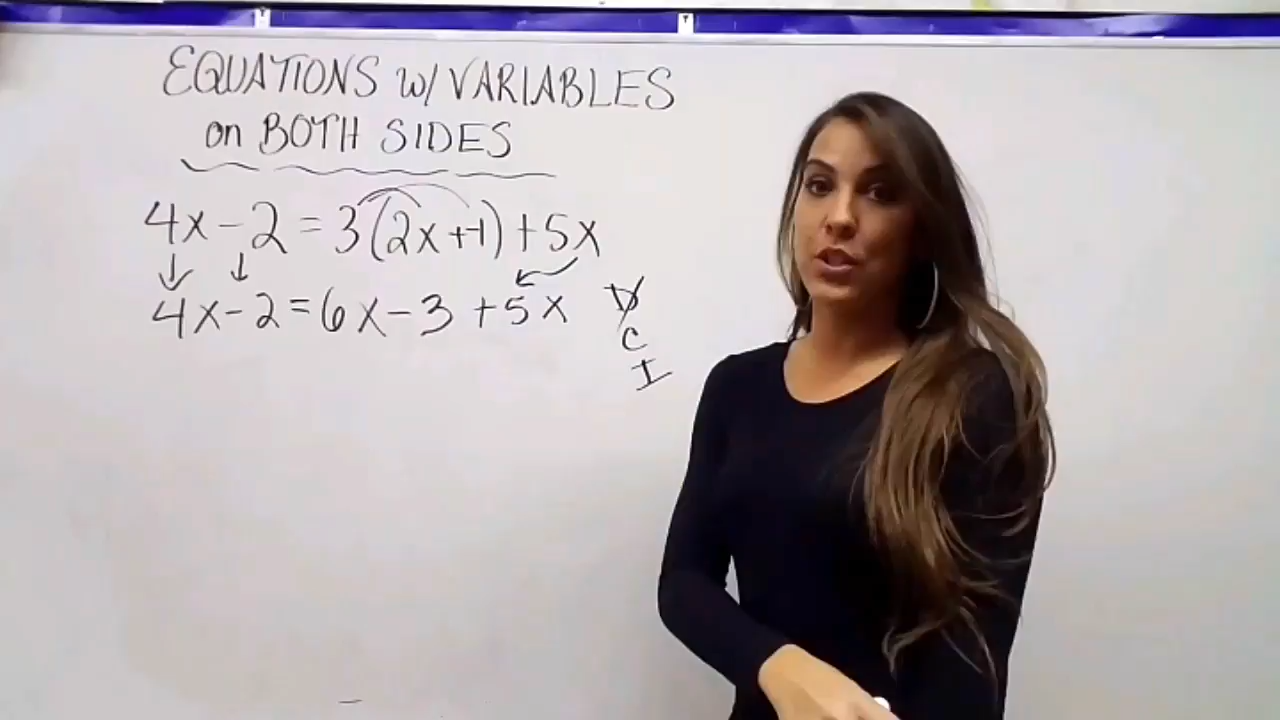 EQUATIONS w/ VARIABLES
on BOTH SIDES
4x - 2 = 3(2x + -1) + 5x
4x - 2 = 6x - 3 + 5x
D
C
I